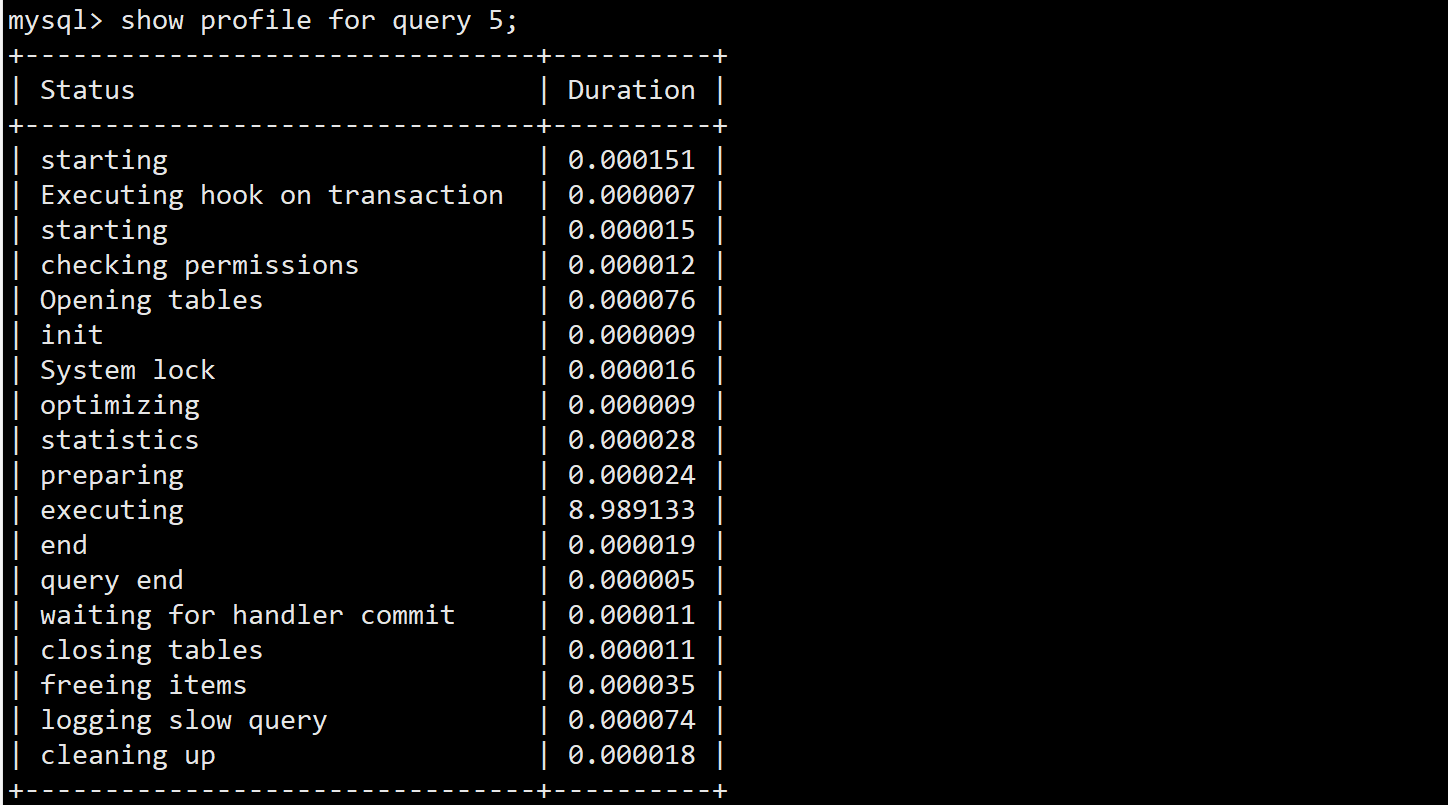 mysql> show profile for query 5;
+--------------------------------+----------+
| Status                         | Duration |
+--------------------------------+----------+
| starting                       | 0.000151 |
| Executing hook on transaction  | 0.000007 |
| starting                       | 0.000015 |
| checking permissions           | 0.000012 |
| Opening tables                 | 0.000076 |
| init                           | 0.000009 |
| System lock                    | 0.000016 |
| optimizing                     | 0.000009 |
| statistics                     | 0.000028 |
| preparing                      | 0.000024 |
| executing                      | 8.989133 |
| end                            | 0.000019 |
| query end                      | 0.000005 |
| waiting for handler commit     | 0.000011 |
| closing tables                 | 0.000011 |
| freeing items                  | 0.000035 |
| logging slow query             | 0.000074 |
| cleaning up                    | 0.000018 |
+--------------------------------+----------+